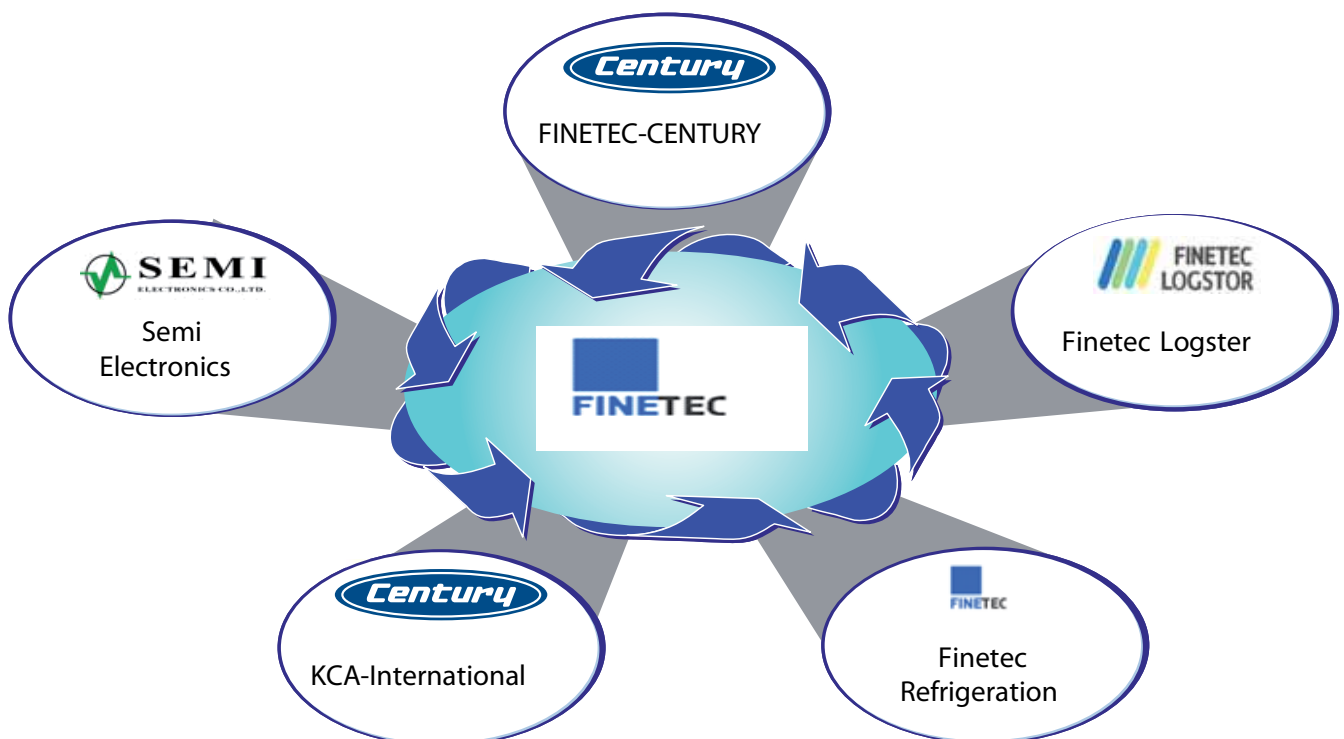 Century
FINETEC-CENTURY
SEMI
ELECTRONICS CO.,LTD.
Semi
Electronics
FINETEC
LOGSTOR
Finetec Logster
FINETEC
Century
KCA-International
FINETEC
Finetec
Refrigeration